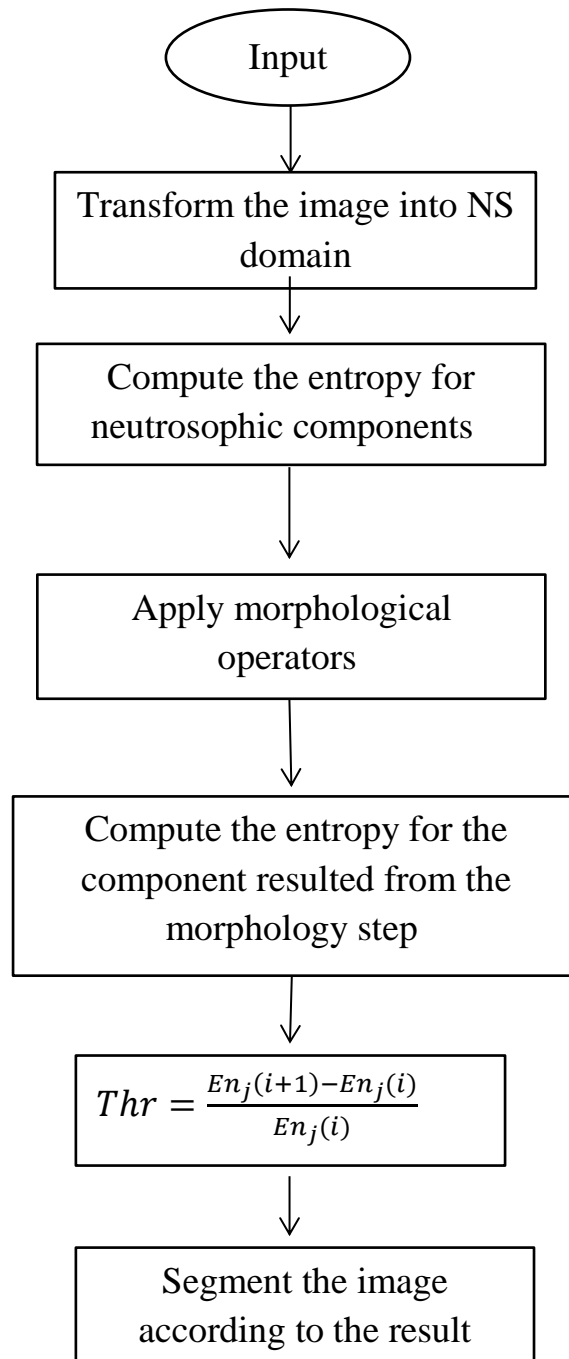 Input
Transform the image into NS
domain
Compute the entropy for
neutrosophic components
Apply morphological
operators
Compute the entropy for the
component resulted from the
morphology step
Thr = \frac{En_j(i+1)−En_j(i)}{En_j(i)}
Segment the image
according to the result